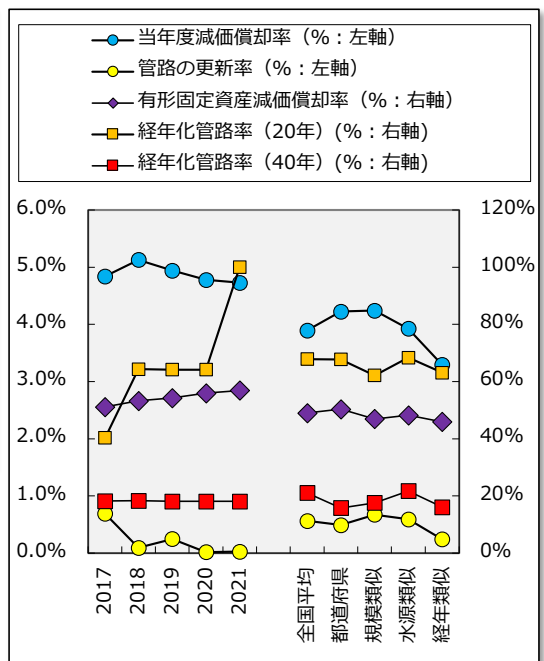 当年度減価償却率（%：左軸）
管路の更新率（%：左軸）
有形固定資産減価償却率（%：右軸）
経年化管路率（20年）(%：右軸)
経年化管路率（40年）(%：右軸)
6.0% 120%
5.0% 100%
4.0% 80%
3.0% 60%
2.0% 40%
1.0% 20%
0.0% 0%
2017
2018
2019
2020
2021
全国平均
都道府県
規模類似
水源類似
経年類似